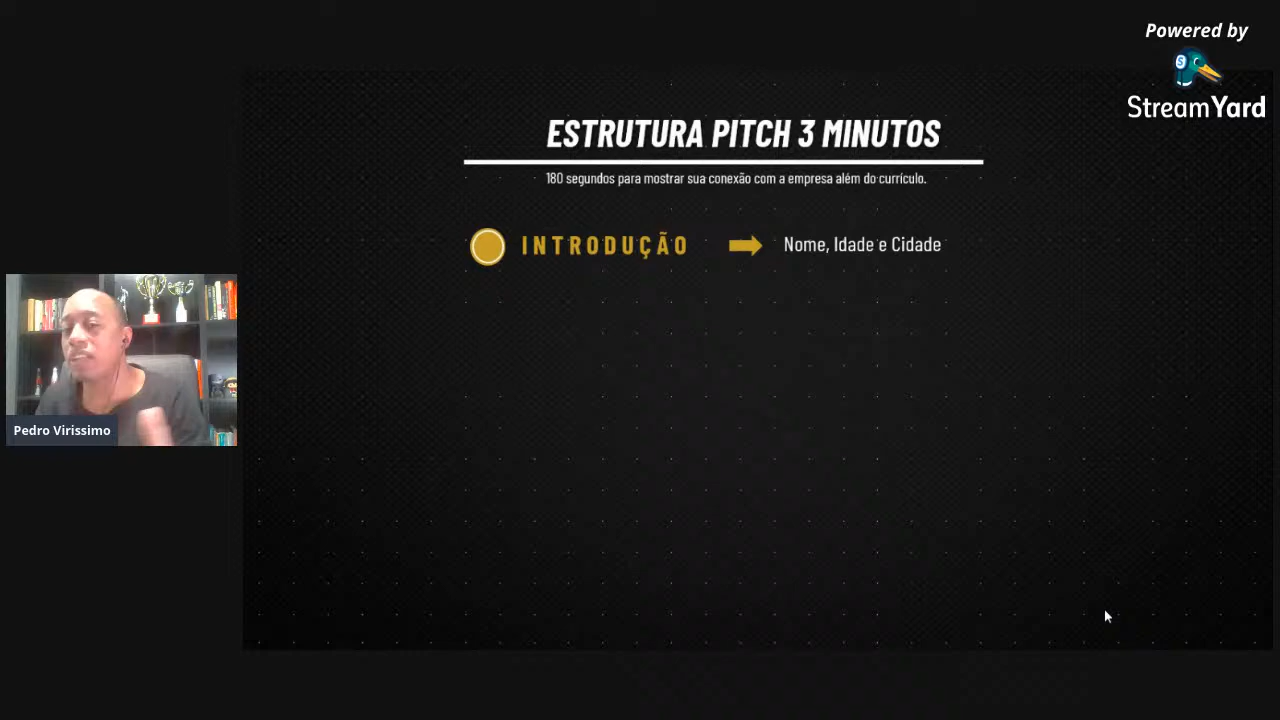 Powered by
StreamYard
ESTRUTURA PITCH 3 MINUTOS
180 segundos para mostrar sua conexão com a empresa além do currículo.
INTRODUÇÃO ➡ Nome, Idade e Cidade
Pedro Virissimo